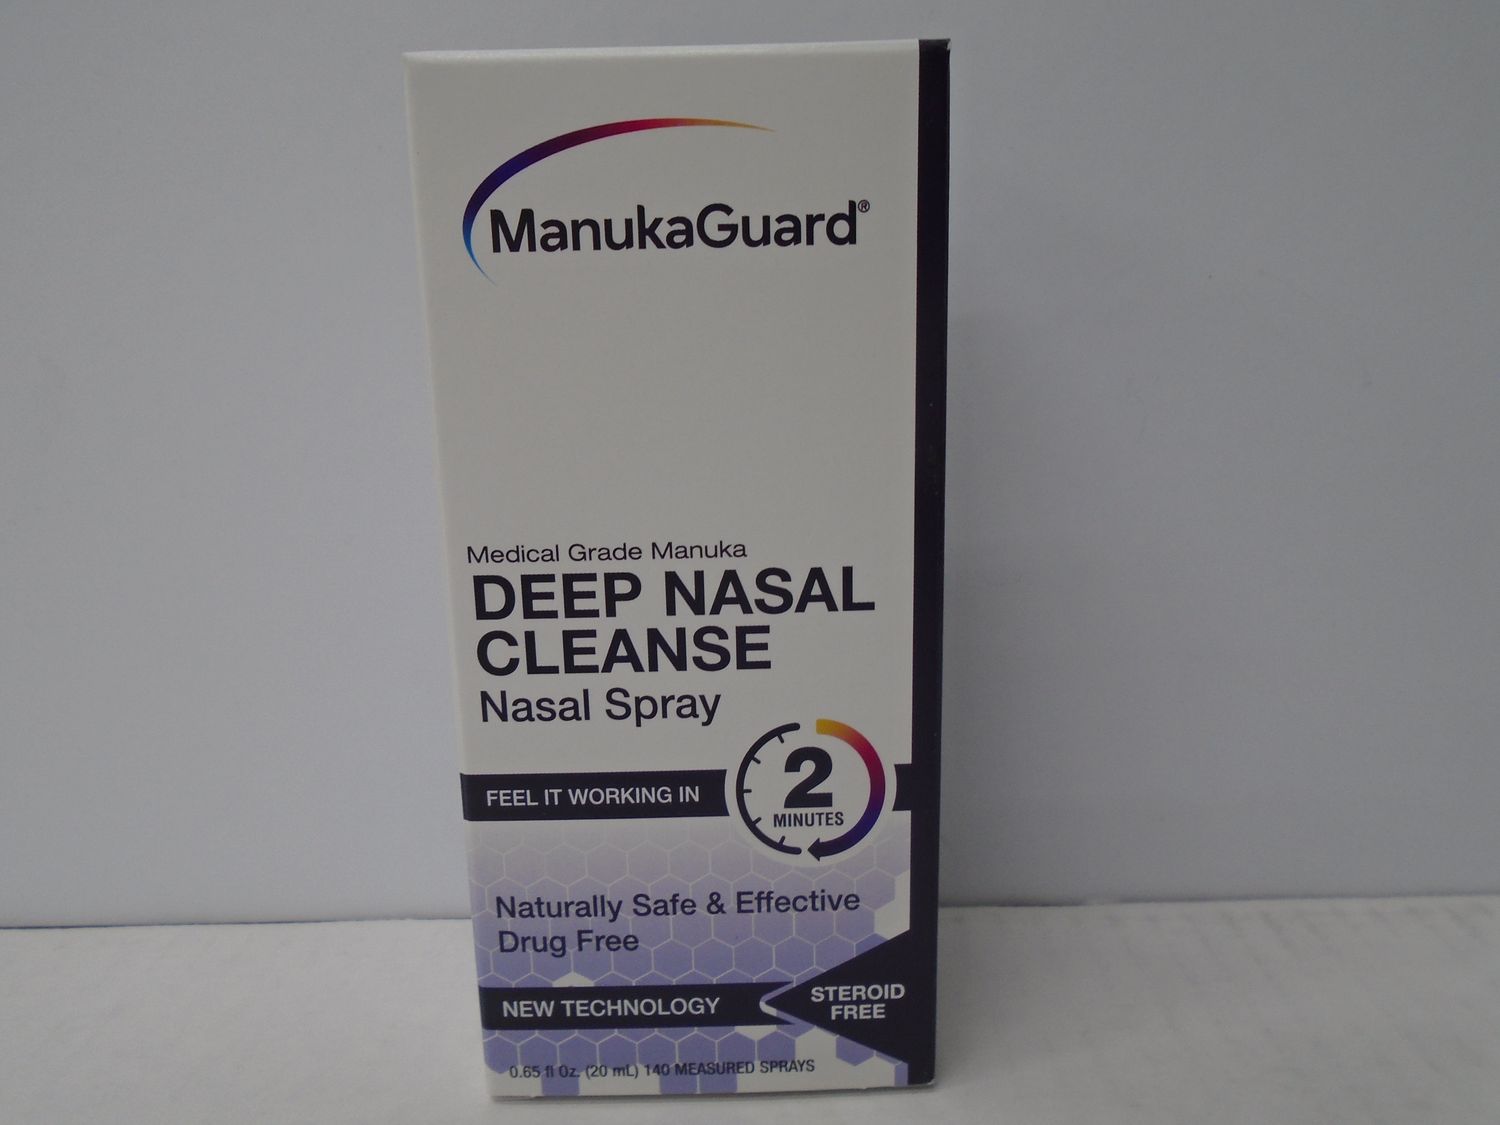 ManukaGuard®
Medical Grade Manuka
DEEP NASAL
CLEANSE
Nasal Spray
FEEL IT WORKING IN
2
MINUTES
Naturally Safe & Effective
Drug Free
NEW TECHNOLOGY
STEROID
FREE
0.65 fl Oz. (20 mL) 140 MEASURED SPRAYS